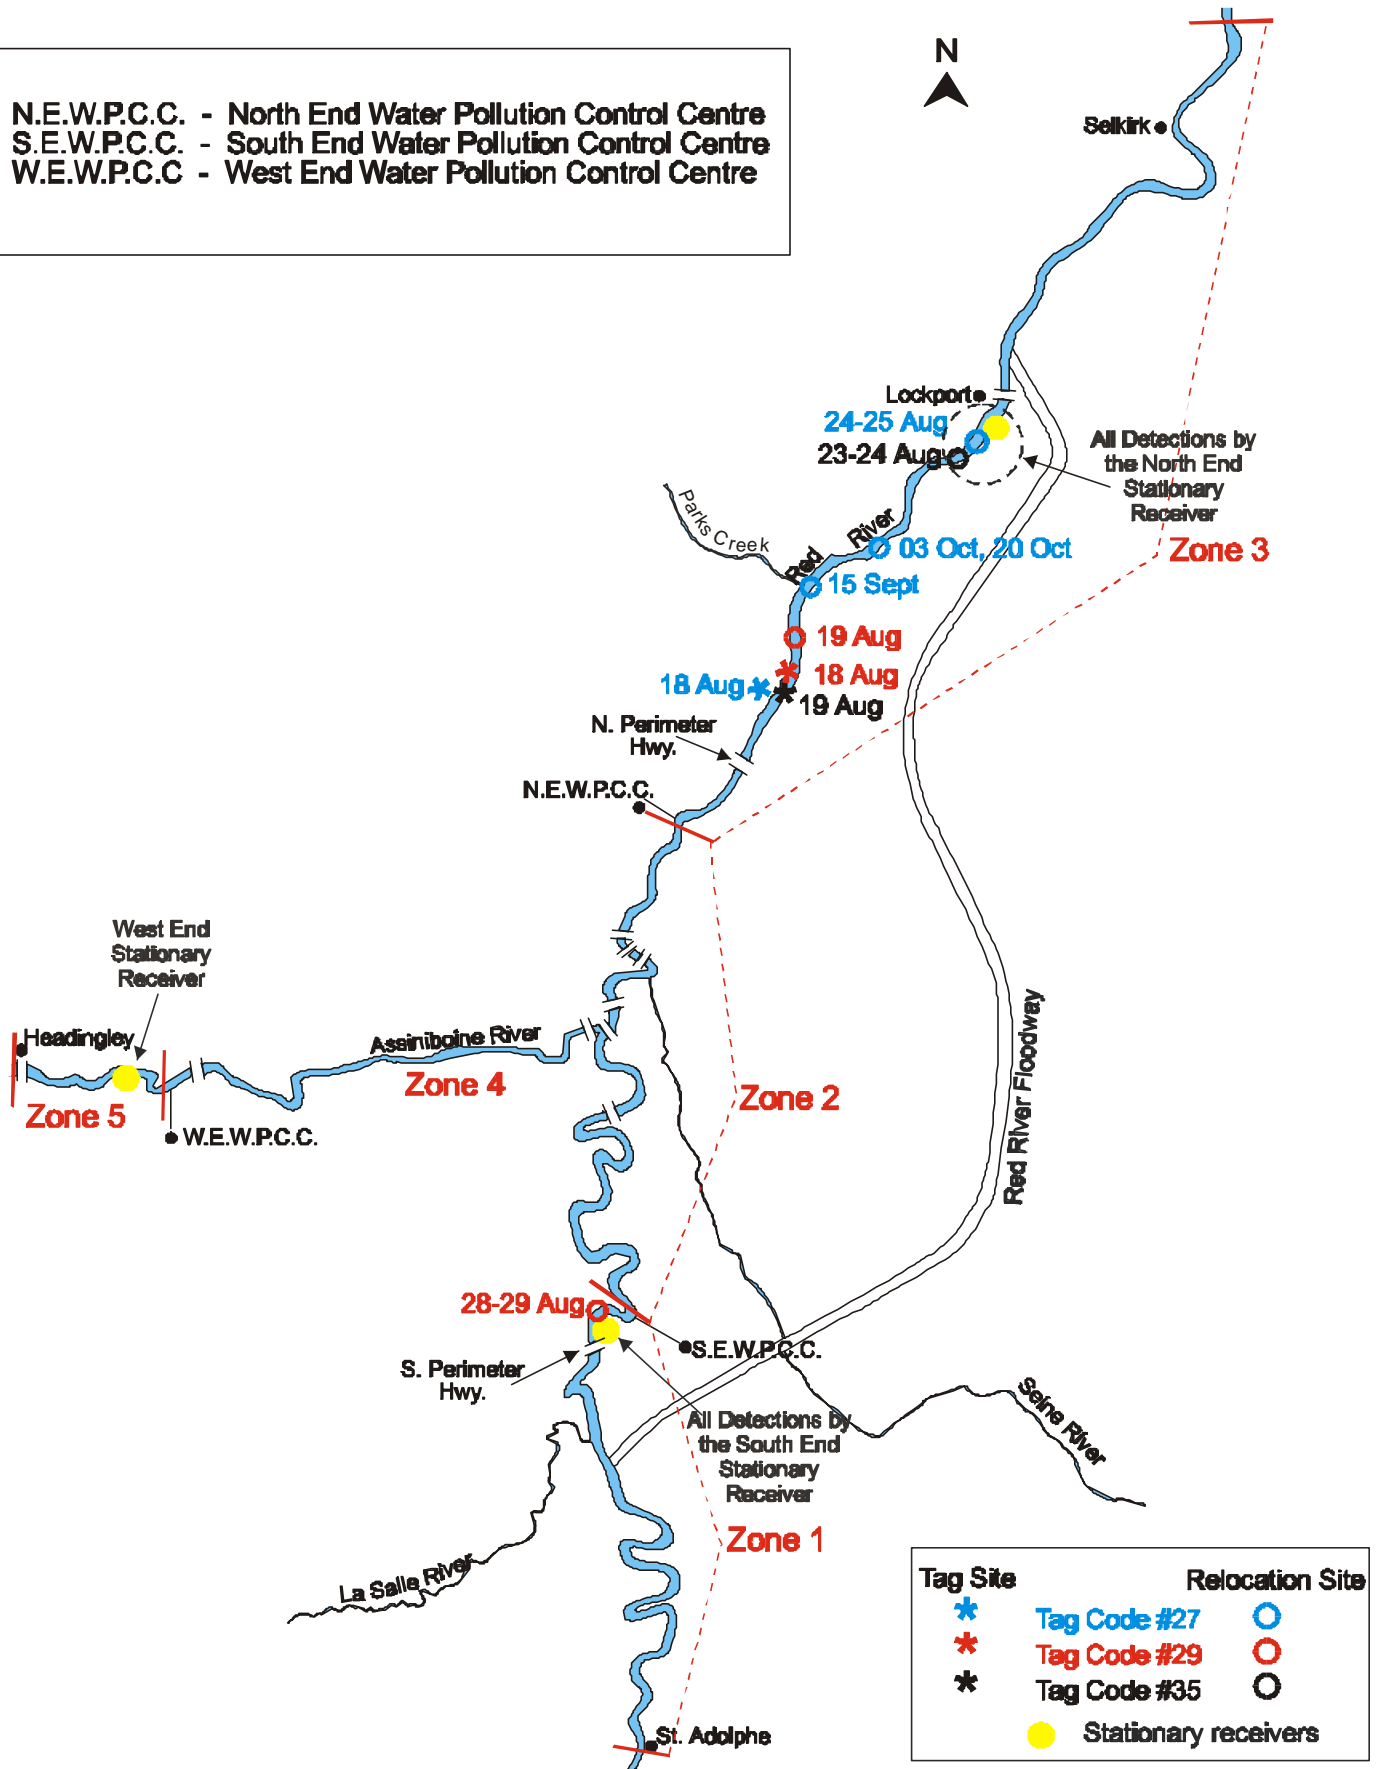 N
N.E.W.P.C.C. - North End Water Pollution Control Centre
S.E.W.P.C.C. - South End Water Pollution Control Centre
W.E.W.P.C.C - West End Water Pollution Control Centre
Selkirk
Lockport
24-25 Aug
23-24 Aug
All Detections by
the North End
Stationary
Receiver
Parks Creek
Red River
03 Oct, 20 Oct
Zone 3
15 Sept
19 Aug
18 Aug
18 Aug
19 Aug
N. Perimeter
Hwy.
N.E.W.P.C.C.
West End
Stationary
Receiver
Headingley
Assiniboine River
Zone 4
Zone 5
W.E.W.P.C.C.
Zone 2
Red River Floodway
28-29 Aug
S.E.W.P.C.C.
S. Perimeter
Hwy.
All Detections by
the South End
Stationary
Receiver
Seine River
Zone 1
La Salle River
St. Adolphe
Tag Site
Relocation Site
Tag Code #27
Tag Code #29
Tag Code #35
Stationary receivers